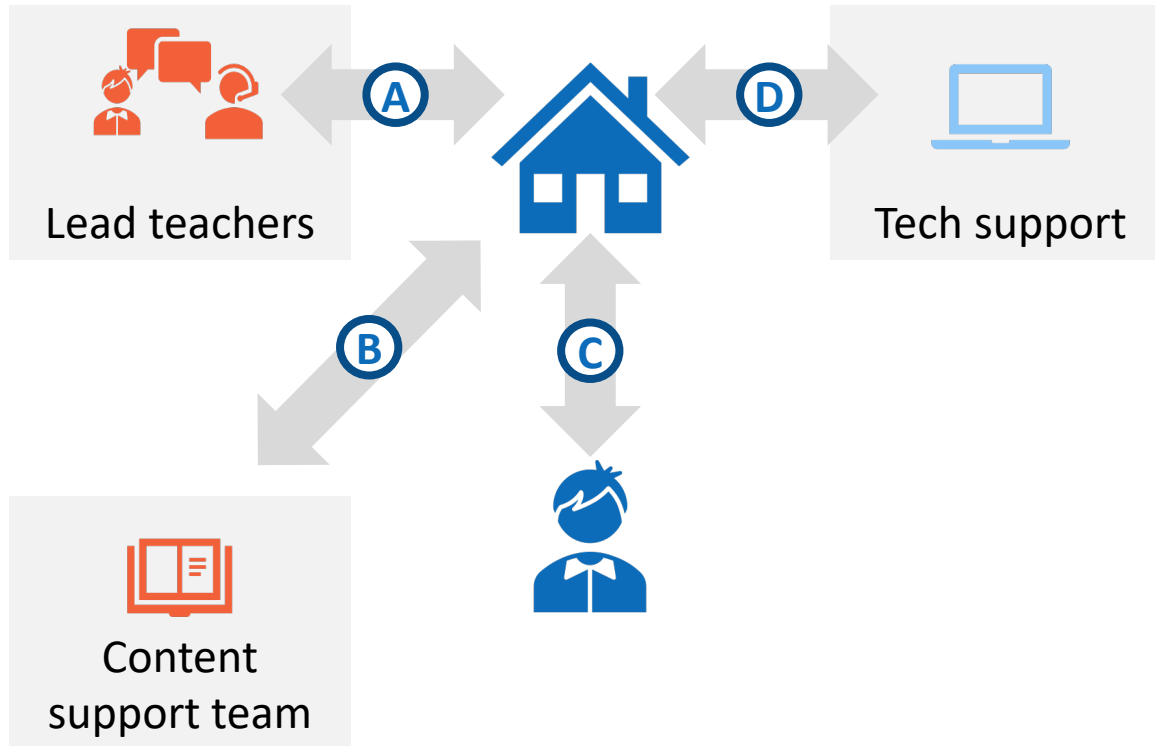 A
D
Lead teachers
Tech support
B
C
Content
support team